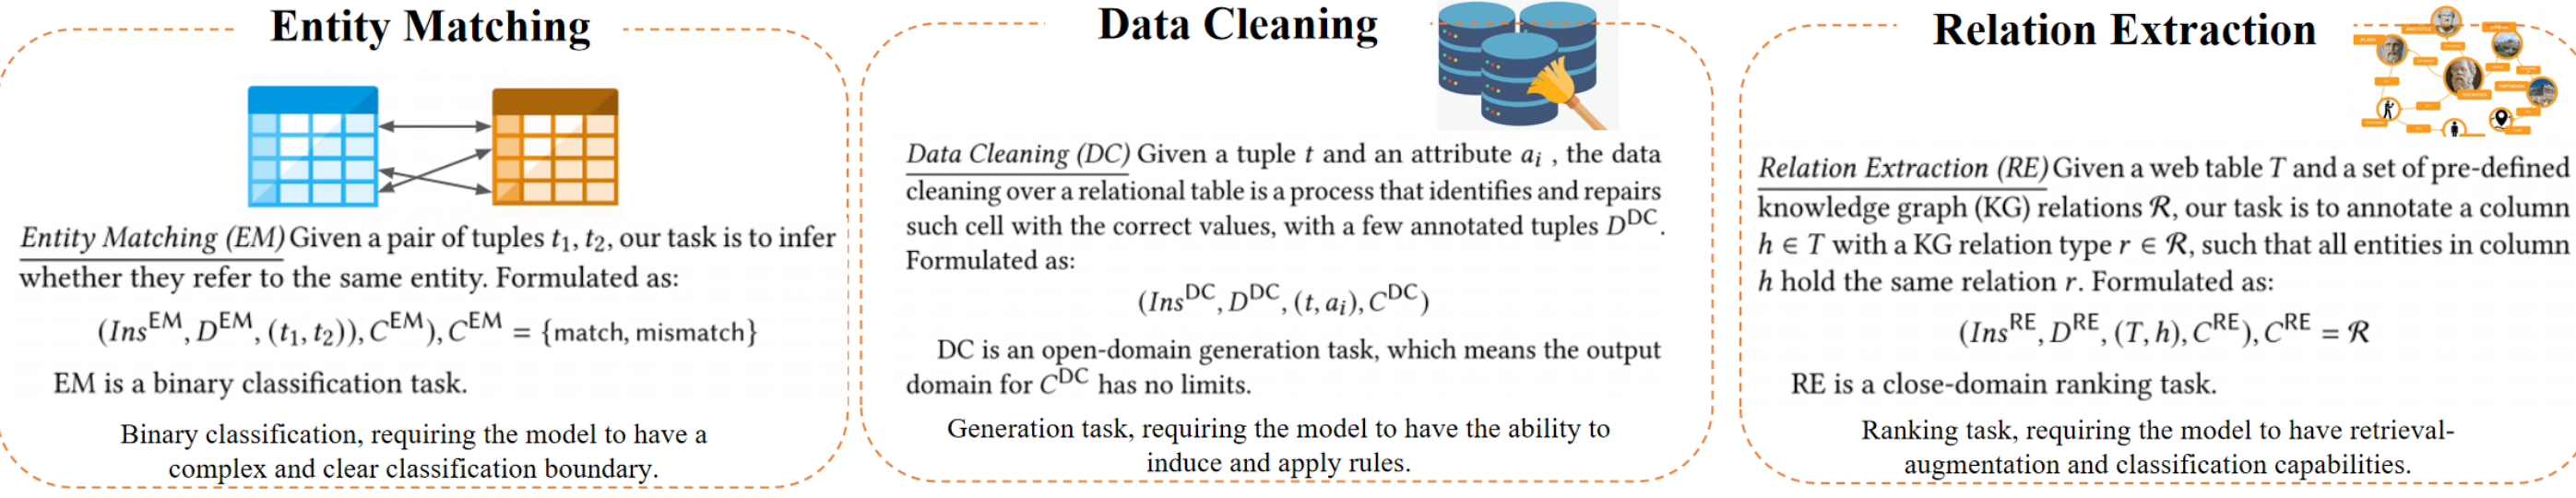 Entity Matching
Entity Matching (EM) Given a pair of tuples t₁, t₂, our task is to infer
whether they refer to the same entity. Formulated as:
(Ins^EM, D^EM, (t₁, t₂)), C^EM), C^EM = {match, mismatch}
EM is a binary classification task.
Binary classification, requiring the model to have a
complex and clear classification boundary.
Data Cleaning
Data Cleaning (DC) Given a tuple t and an attribute aᵢ , the data
cleaning over a relational table is a process that identifies and repairs
such cell with the correct values, with a few annotated tuples D^DC.
Formulated as:
(Ins^DC, D^DC, (t, aᵢ), C^DC)
DC is an open-domain generation task, which means the output
domain for C^DC has no limits.
Generation task, requiring the model to have the ability to
induce and apply rules.
Relation Extraction
Relation Extraction (RE) Given a web table T and a set of pre-defined
knowledge graph (KG) relations ℛ, our task is to annotate a column
h ∈ T with a KG relation type r ∈ ℛ, such that all entities in column
h hold the same relation r. Formulated as:
(Ins^RE, D^RE, (T, h), C^RE), C^RE = ℛ
RE is a close-domain ranking task.
Ranking task, requiring the model to have retrieval-
augmentation and classification capabilities.